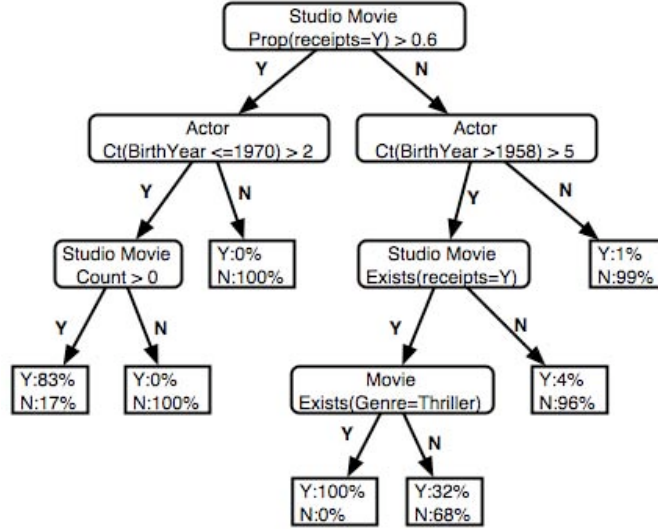 Studio Movie
Prop(receipts=Y) > 0.6
Y
N
Actor
Ct(BirthYear <=1970) > 2
Actor
Ct(BirthYear >1958) > 5
Y
N
Y
N
Studio Movie
Count > 0
Y:0%
N:100%
Studio Movie
Exists(receipts=Y)
Y:1%
N:99%
Y
N
Y
N
Y:83%
N:17%
Y:0%
N:100%
Movie
Exists(Genre=Thriller)
Y:4%
N:96%
Y
N
Y:100%
N:0%
Y:32%
N:68%